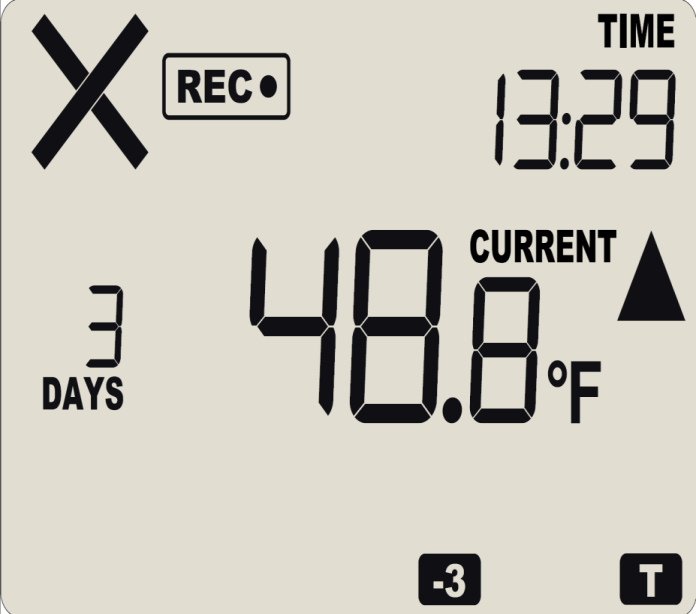 TIME
REC
13:29
CURRENT
48.8°F
3
DAYS
-3
T